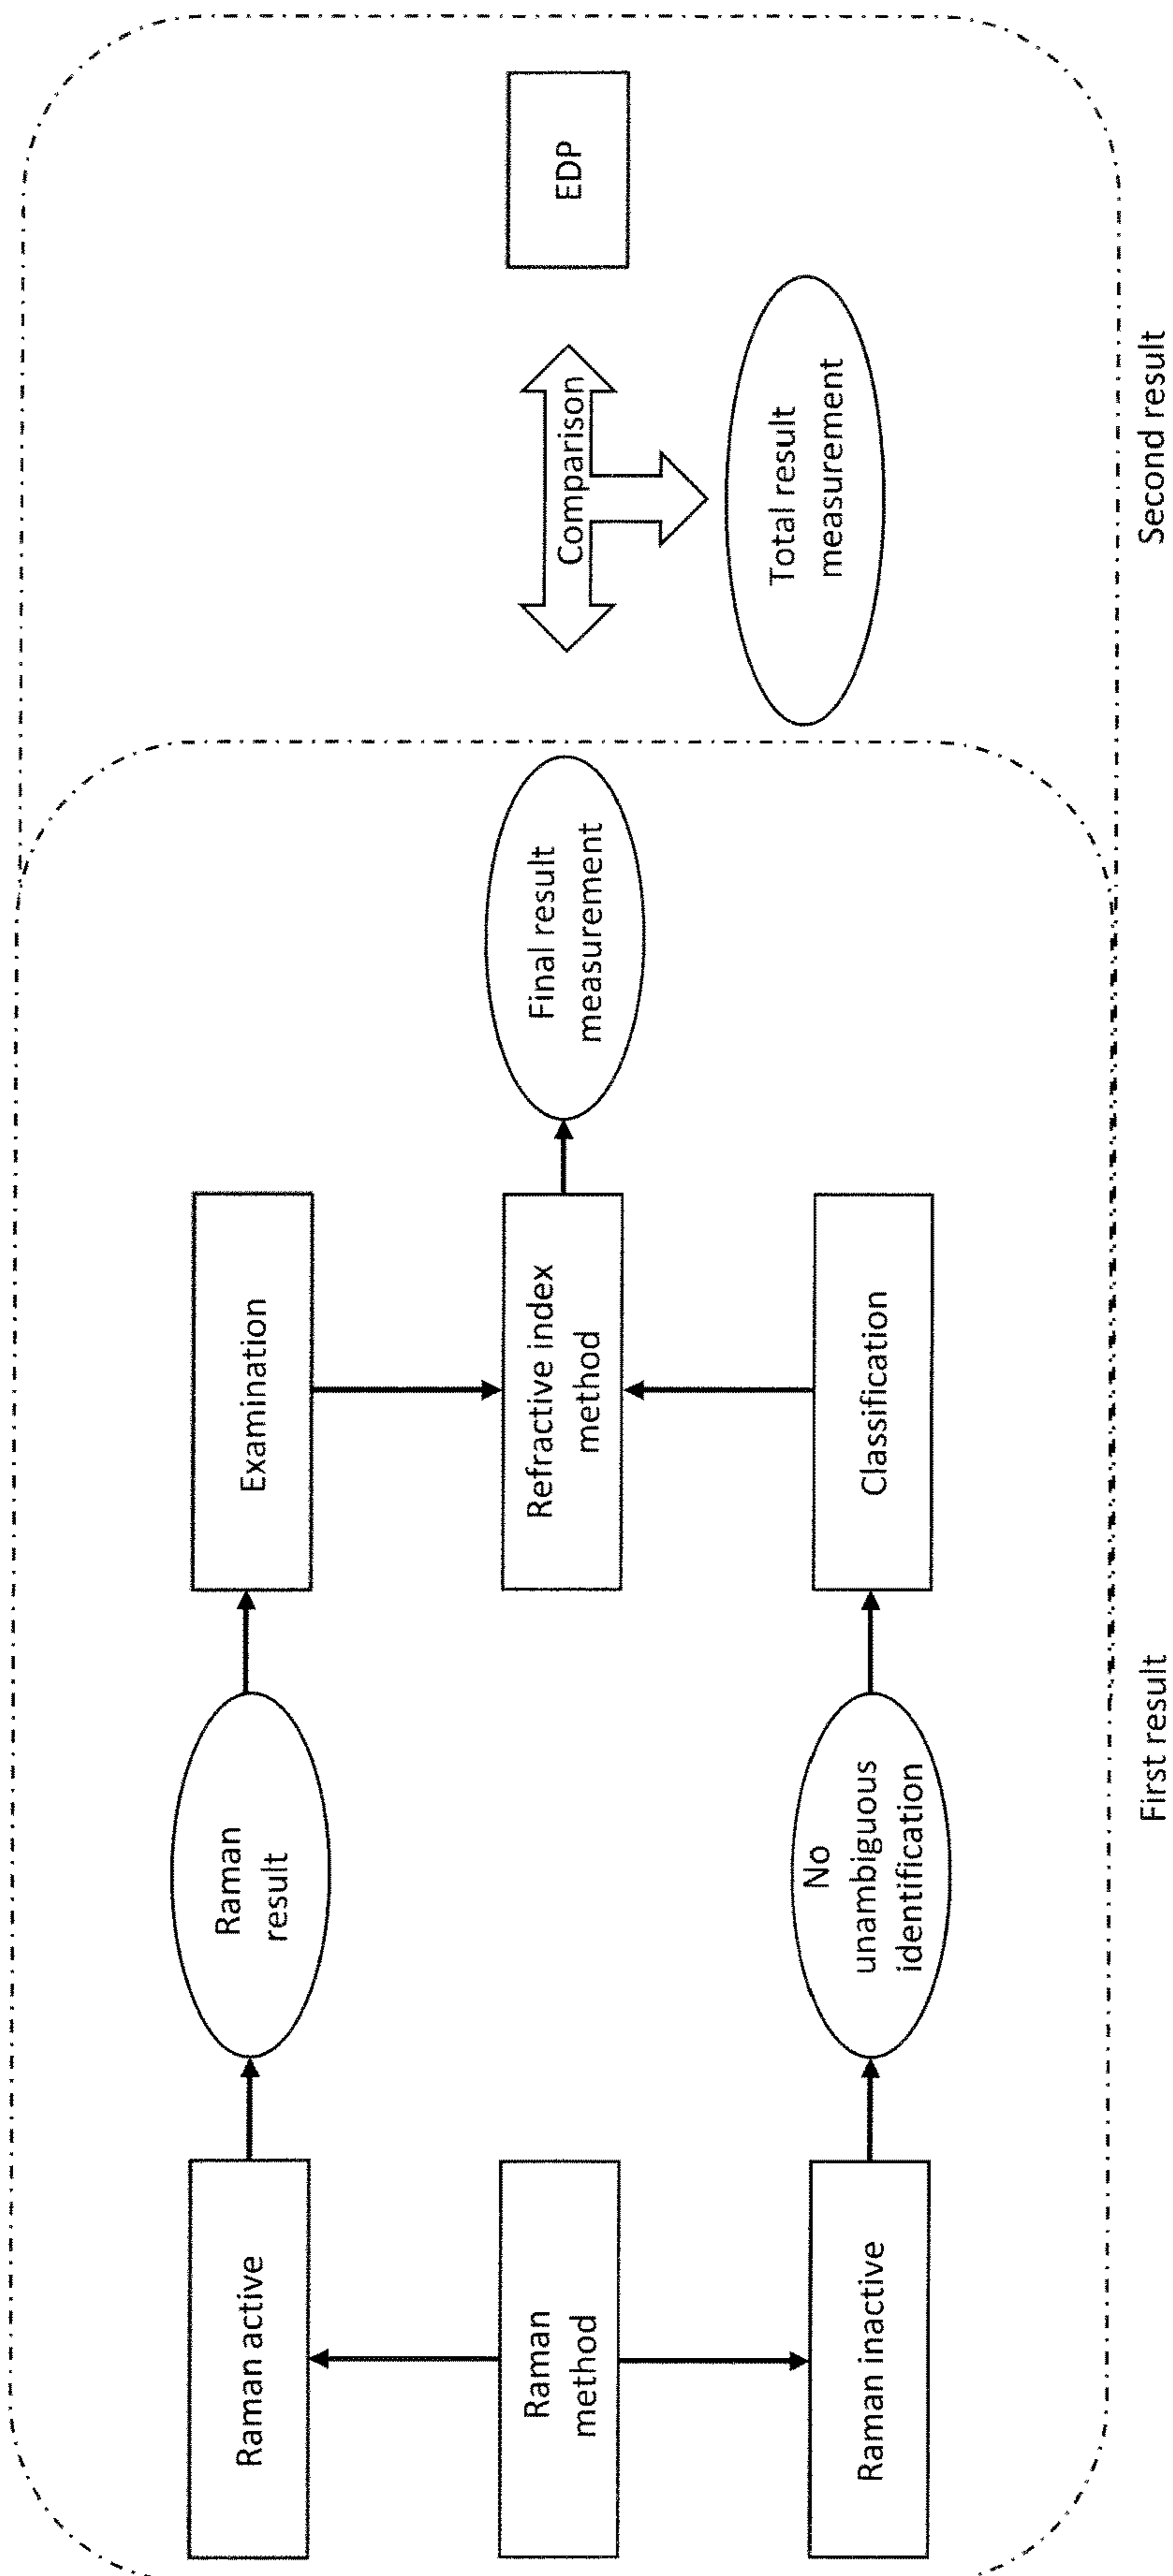 Raman active
Raman
result
Examination
Raman
method
Refractive index
method
Final result
measurement
Comparison
EDP
Raman inactive
No
unambiguous
identification
Classification
Total result
measurement
First result
Second result